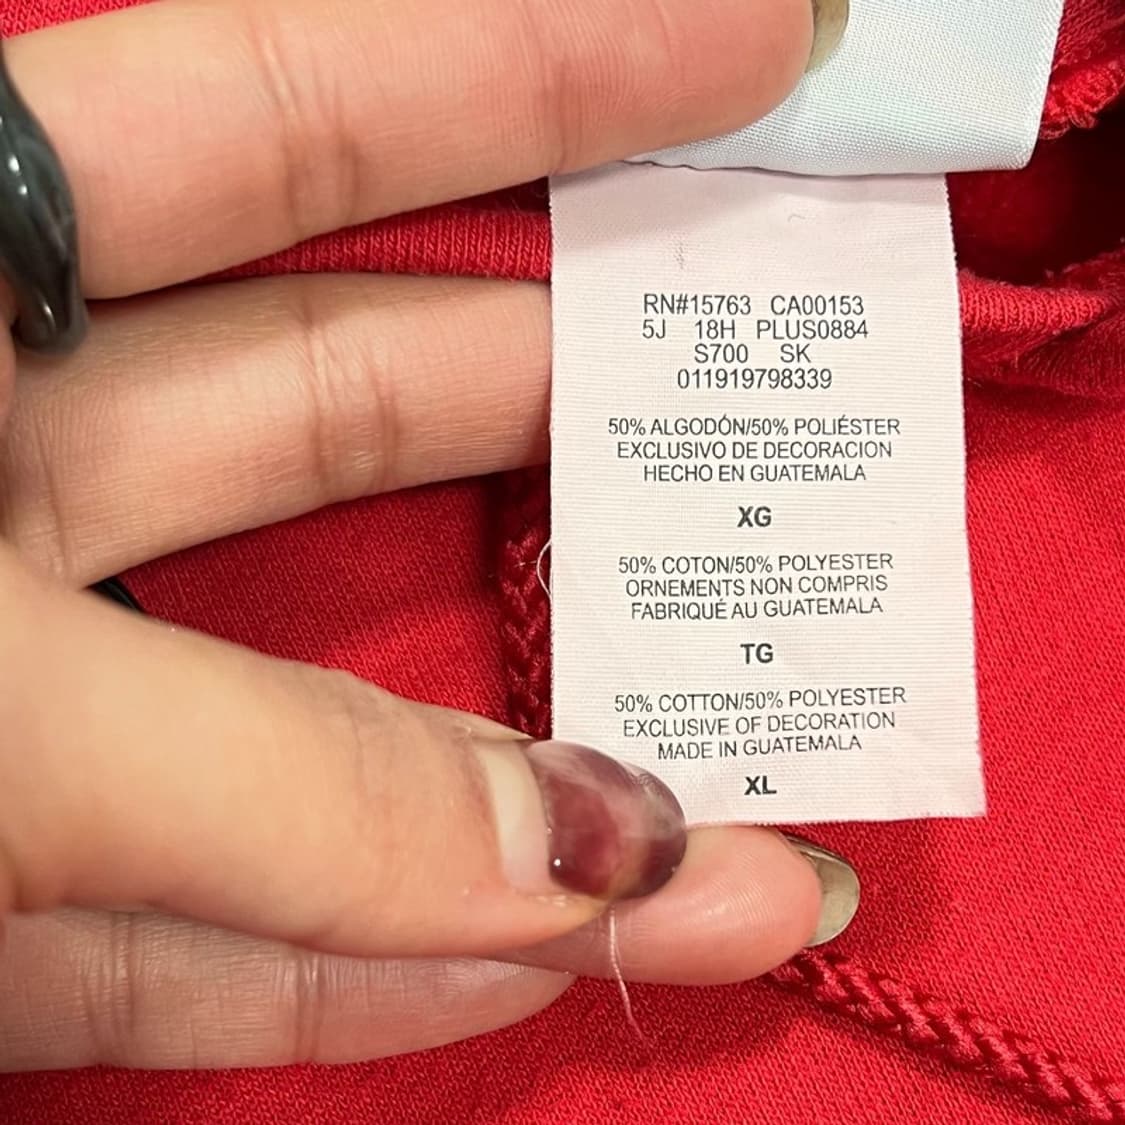 RN#15763 CA00153
5J 18H PLUS0884
S700 SK
011919798339
50% ALGODÓN/50% POLIÉSTER
EXCLUSIVO DE DECORACION
HECHO EN GUATEMALA
XG
50% COTON/50% POLYESTER
ORNEMENTS NON COMPRIS
FABRIQUÉ AU GUATEMALA
TG
50% COTTON/50% POLYESTER
EXCLUSIVE OF DECORATION
MADE IN GUATEMALA
XL